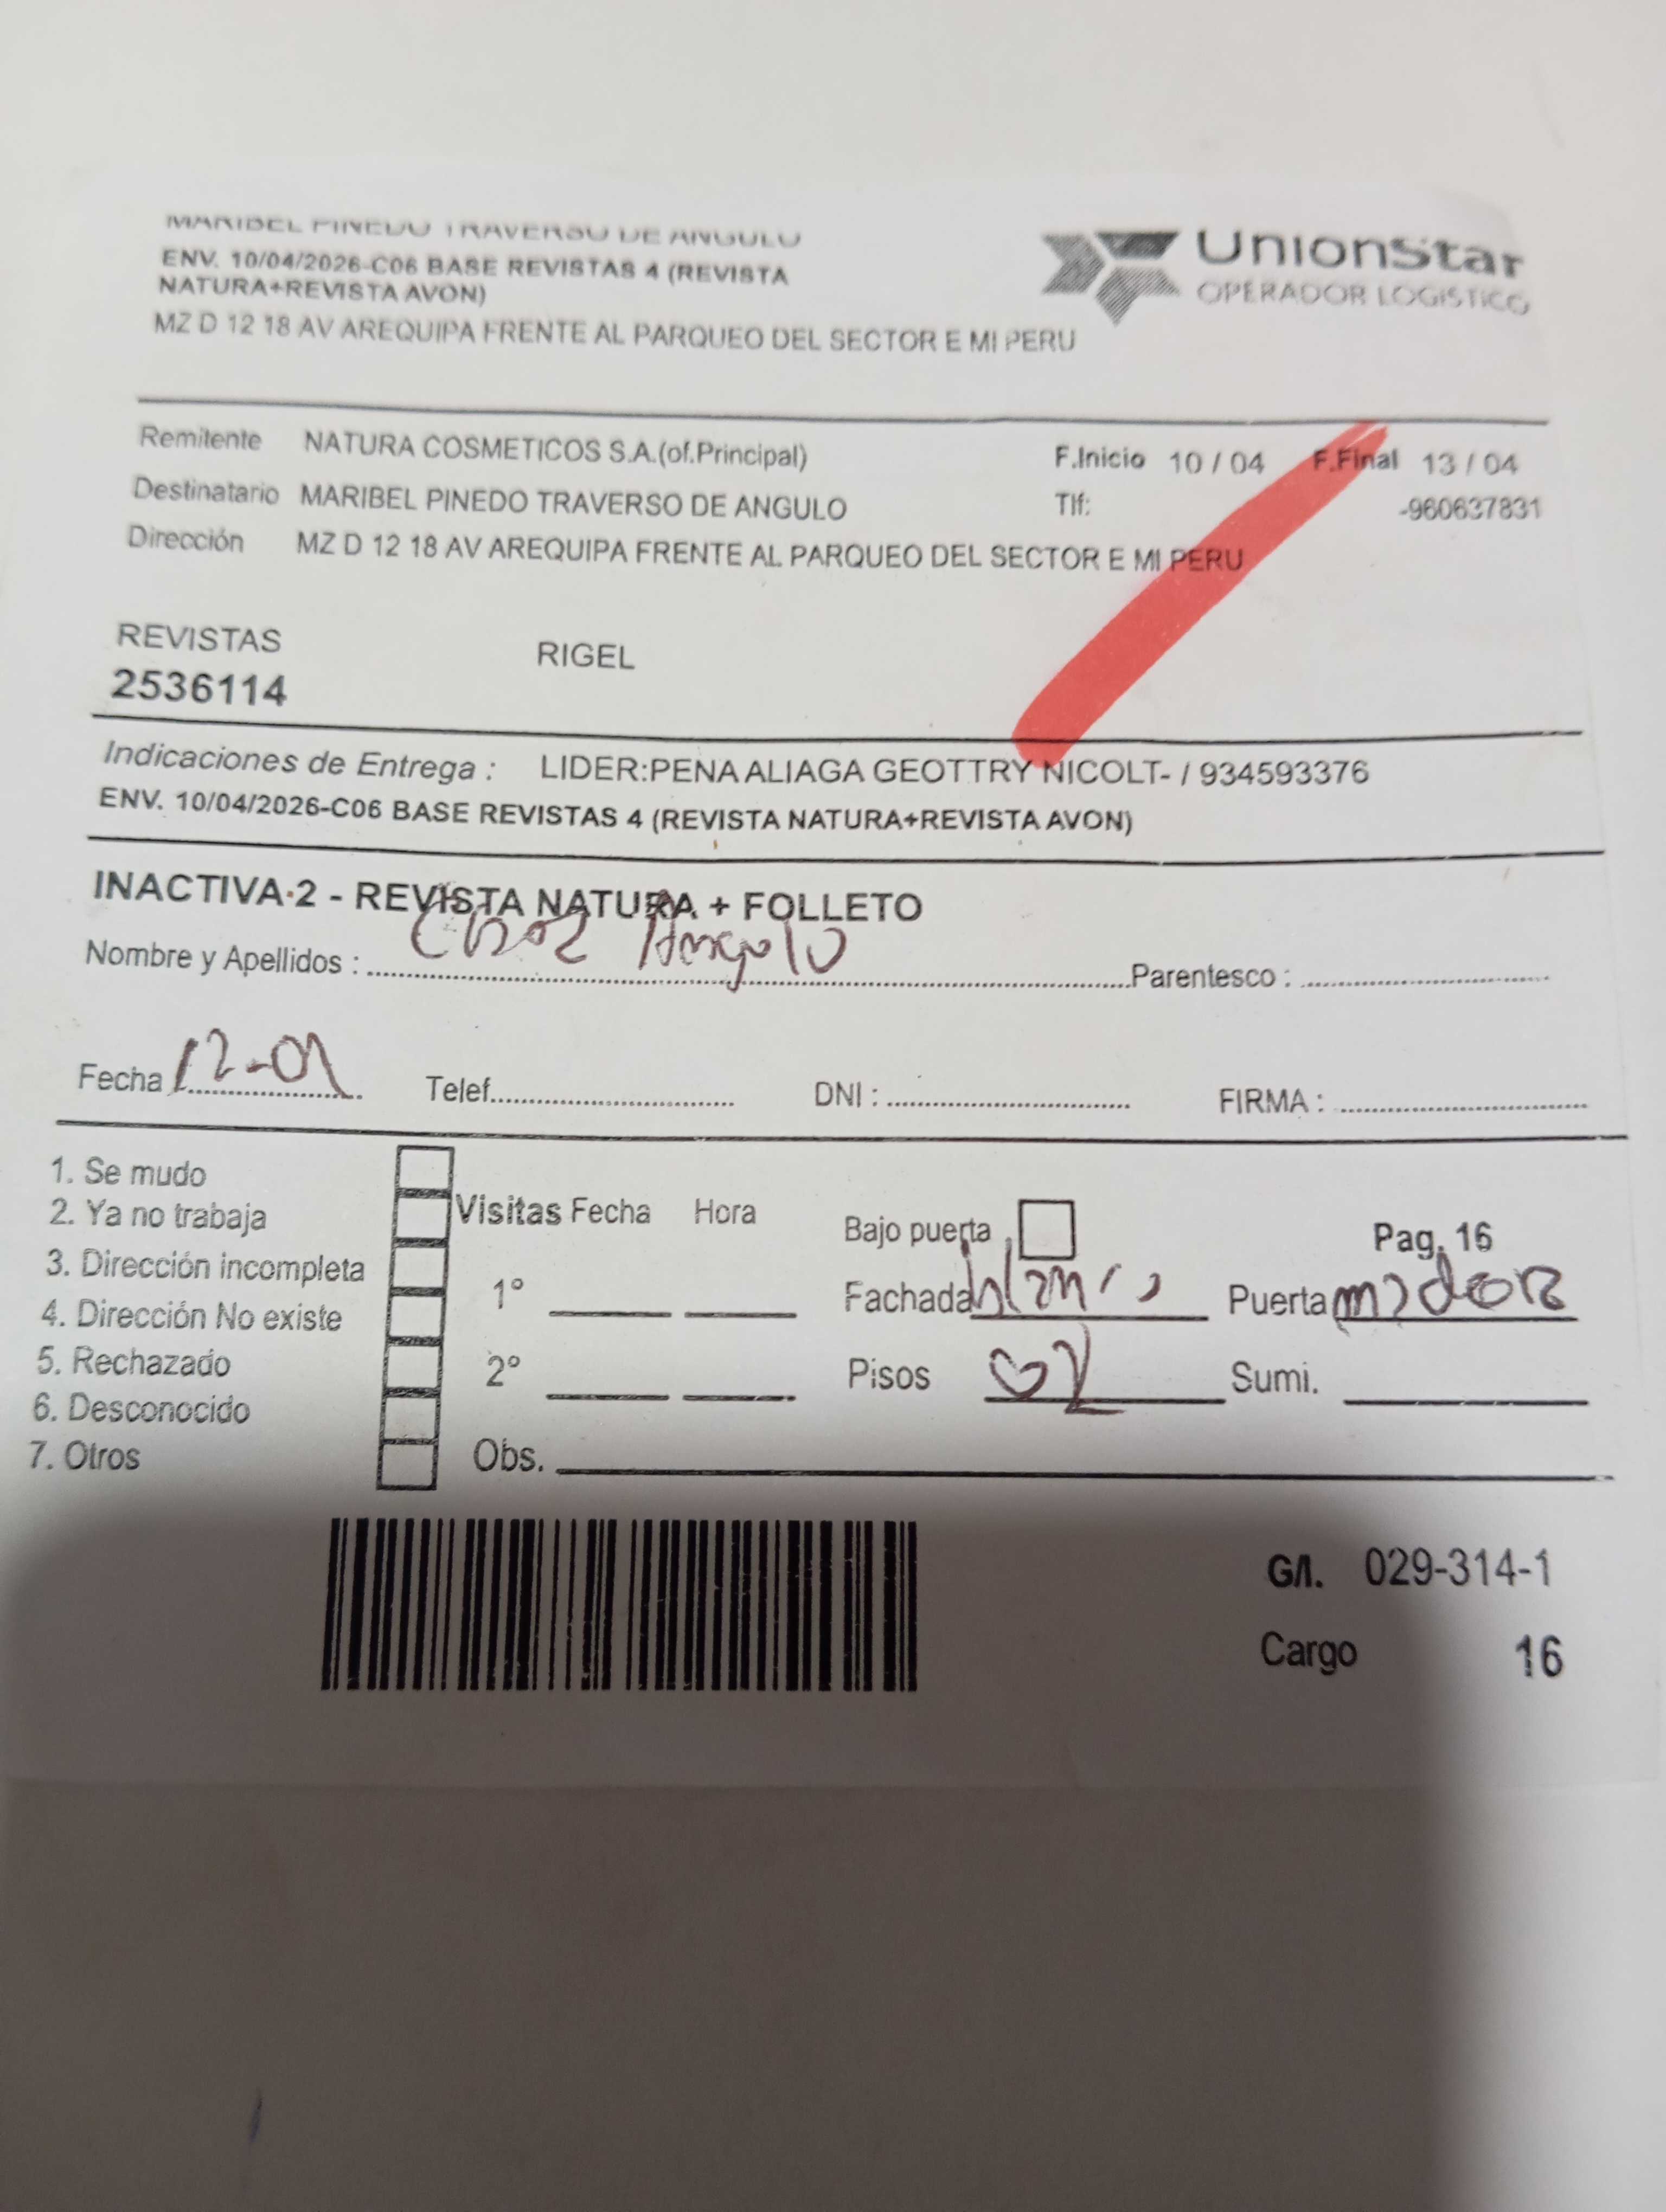 MARIBEL PINEDO TRAVERSO DE ANGULO
ENV. 10/04/2026-C06 BASE REVISTAS 4 (REVISTA
NATURA+REVISTA AVON)
MZ D 12 18 AV AREQUIPA FRENTE AL PARQUEO DEL SECTOR E MI PERU
UnionStar
OPERADOR LOGISTICO
Remitente NATURA COSMETICOS S.A.(of.Principal) F.Inicio 10 / 04 F.Final 13 / 04
Destinatario MARIBEL PINEDO TRAVERSO DE ANGULO Tlf: -960637831
Dirección MZ D 12 18 AV AREQUIPA FRENTE AL PARQUEO DEL SECTOR E MI PERU
REVISTAS RIGEL
2536114
Indicaciones de Entrega : LIDER:PENA ALIAGA GEOTTRY NICOLT- / 934593376
ENV. 10/04/2026-C06 BASE REVISTAS 4 (REVISTA NATURA+REVISTA AVON)
INACTIVA-2 - REVISTA NATURA + FOLLETO
Nombre y Apellidos : Angulo Parentesco :
Fecha Telef. DNI : FIRMA :
1. Se mudo
2. Ya no trabaja Visitas Fecha Hora Bajo puerta Pag. 16
3. Dirección incompleta 1° Fachada blanco Puerta madera
4. Dirección No existe
5. Rechazado 2° Pisos 02 Sumi.
6. Desconocido
7. Otros Obs.
G/I. 029-314-1
Cargo 16